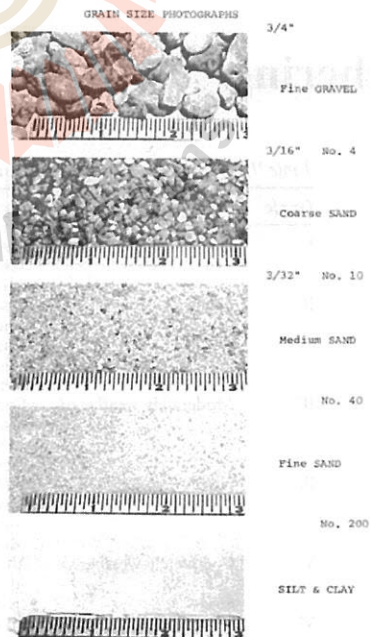 GRAIN SIZE PHOTOGRAPHS
3/4"
Fine GRAVEL
3/16" No. 4
Coarse SAND
3/32" No. 10
Medium SAND
No. 40
Fine SAND
No. 200
SILT & CLAY